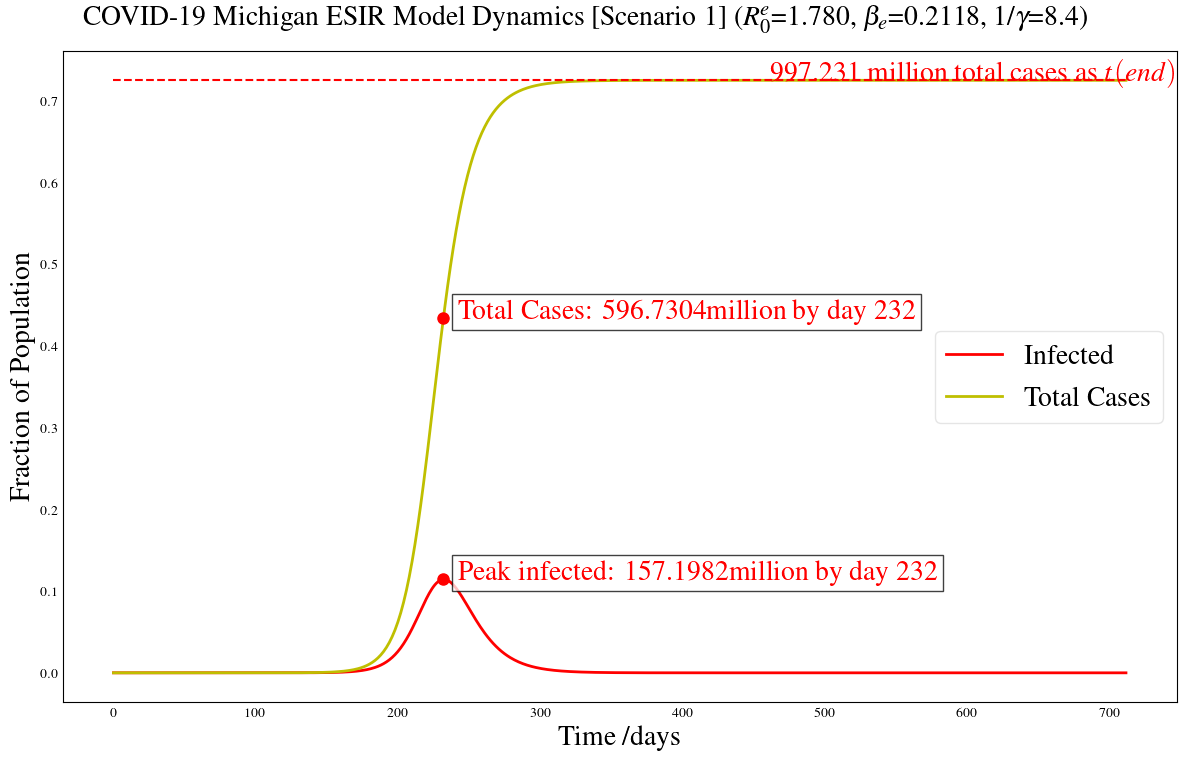 COVID-19 Michigan ESIR Model Dynamics [Scenario 1] ($R_0^e$=1.780, $\beta_e$=0.2118, 1/$\gamma$=8.4)
997.231 million total cases as t(end)
0.7
0.6
0.5
Total Cases: 596.7304million by day 232
0.4
Infected
Total Cases
Fraction of Population
0.3
0.2
Peak infected: 157.1982million by day 232
0.1
0.0
0 100 200 300 400 500 600 700
Time /days